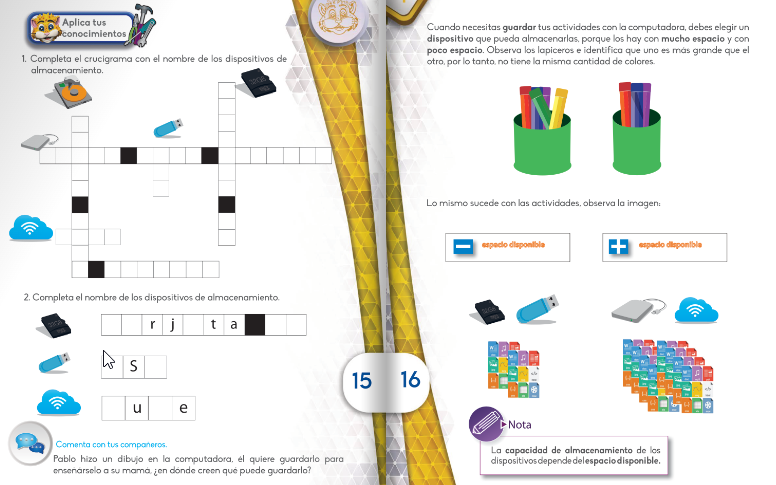 Aplica tus
conocimientos
1. Completa el crucigrama con el nombre de los dispositivos de
almacenamiento.
2. Completa el nombre de los dispositivos de almacenamiento.
r j t a
S
u e
Comenta con tus compañeros.
Pablo hizo un dibujo en la computadora, él quiere guardarlo para
enseñárselo a su mamá, ¿en dónde creen que puede guardarlo?
15
Cuando necesitas guardar tus actividades con la computadora, debes elegir un
dispositivo que pueda almacenarlas, porque los hay con mucho espacio y con
poco espacio. Observa los lapiceros e identifica que uno es más grande que el
otro, por lo tanto, no tiene la misma cantidad de colores.
Lo mismo sucede con las actividades, observa la imagen:
espacio disponible
espacio disponible
16
Nota
La capacidad de almacenamiento de los
dispositivos depende del espacio disponible.